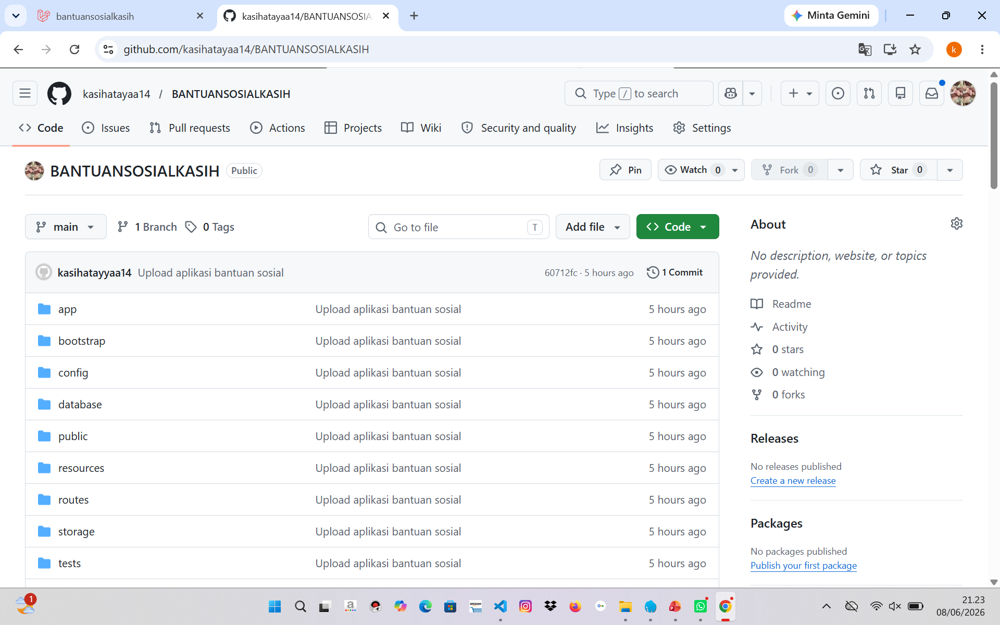 bantuansosialkasih
kasihatayaa14/BANTUANSOSIA
Minta Gemini
github.com/kasihatayaa14/BANTUANSOSIALKASIH
k
kasihatayaa14 / BANTUANSOSIALKASIH
Type / to search
Code
Issues
Pull requests
Actions
Projects
Wiki
Security and quality
Insights
Settings
BANTUANSOSIALKASIH Public
Pin
Watch 0
Fork 0
Star 0
main
1 Branch
0 Tags
Go to file T
Add file
Code
kasihatayyaa14 Upload aplikasi bantuan sosial 60712fc · 5 hours ago 1 Commit
app Upload aplikasi bantuan sosial 5 hours ago
bootstrap Upload aplikasi bantuan sosial 5 hours ago
config Upload aplikasi bantuan sosial 5 hours ago
database Upload aplikasi bantuan sosial 5 hours ago
public Upload aplikasi bantuan sosial 5 hours ago
resources Upload aplikasi bantuan sosial 5 hours ago
routes Upload aplikasi bantuan sosial 5 hours ago
storage Upload aplikasi bantuan sosial 5 hours ago
tests Upload aplikasi bantuan sosial 5 hours ago
About
No description, website, or topics
provided.
Readme
Activity
0 stars
0 watching
0 forks
Releases
No releases published
Create a new release
Packages
No packages published
Publish your first package
1
a
amazon
P
21.23
08/06/2026